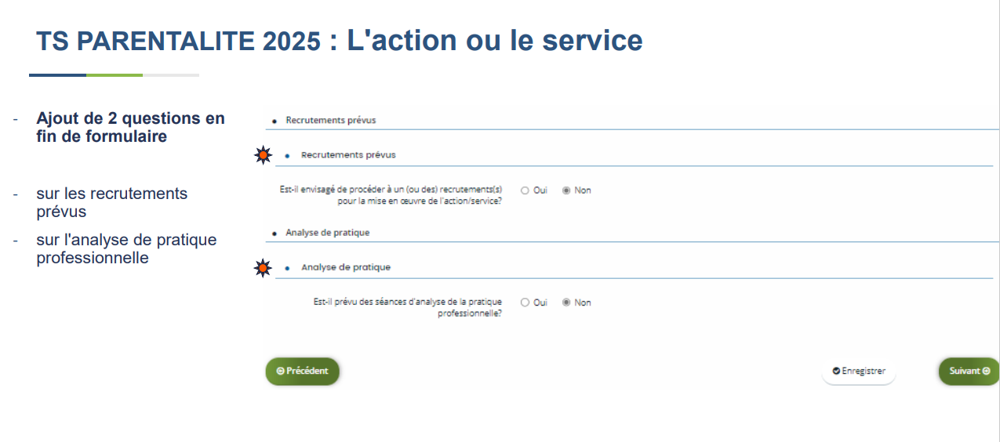 TS PARENTALITE 2025 : L'action ou le service
- Ajout de 2 questions en
fin de formulaire
- sur les recrutements
prévus
- sur l'analyse de pratique
professionnelle
• Recrutements prévus
• Recrutements prévus
Est-il envisagé de procéder à un (ou des) recrutements(s)
pour la mise en œuvre de l'action/service?
Oui Non
• Analyse de pratique
• Analyse de pratique
Est-il prévu des séances d'analyse de la pratique
professionnelle?
Oui Non
Précédent
Enregistrer
Suivant